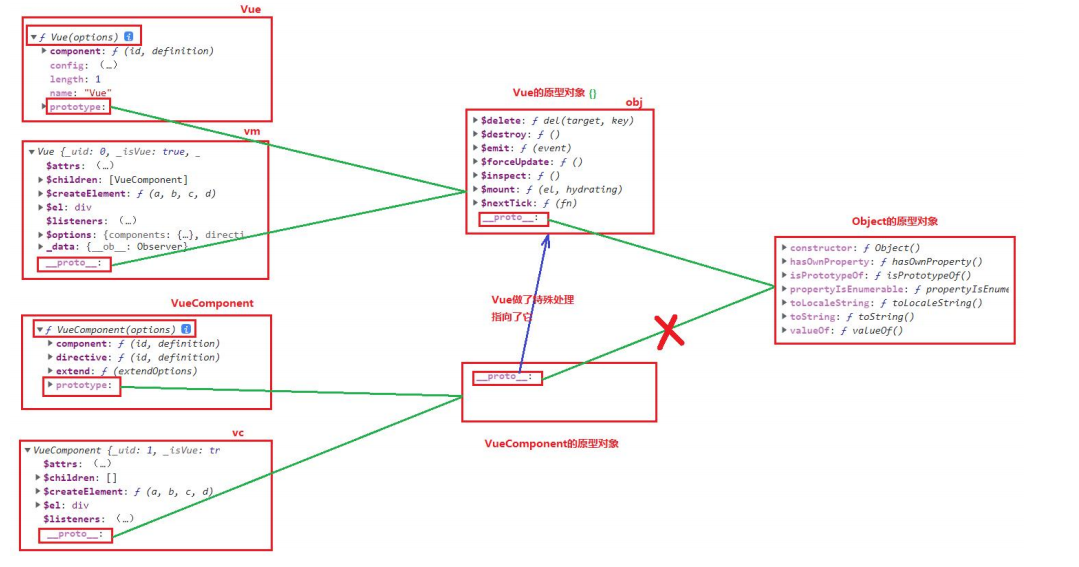 Vue
ƒ Vue(options) i
component: ƒ (id, definition)
config: (…)
length: 1
name: "Vue"
prototype:
vm
Vue {_uid: 0, _isVue: true, _
$attrs: (…)
$children: [VueComponent]
$createElement: ƒ (a, b, c, d)
$el: div
$listeners: (…)
$options: {components: {…}, directi
_data: {__ob__: Observer}
__proto__:
VueComponent
ƒ VueComponent(options) i
component: ƒ (id, definition)
directive: ƒ (id, definition)
extend: ƒ (extendOptions)
prototype:
vc
VueComponent {_uid: 1, _isVue: tr
$attrs: (…)
$children: []
$createElement: ƒ (a, b, c, d)
$el: div
$listeners: (…)
__proto__:
Vue的原型对象 {}
obj
$delete: ƒ del(target, key)
$destroy: ƒ ()
$emit: ƒ (event)
$forceUpdate: ƒ ()
$inspect: ƒ ()
$mount: ƒ (el, hydrating)
$nextTick: ƒ (fn)
__proto__:
Vue做了特殊处理
指向了它
__proto__:
VueComponent的原型对象
Object的原型对象
constructor: ƒ Object()
hasOwnProperty: ƒ hasOwnProperty()
isPrototypeOf: ƒ isPrototypeOf()
propertyIsEnumerable: ƒ propertyIsEnume
toLocaleString: ƒ toLocaleString()
toString: ƒ toString()
valueOf: ƒ valueOf()